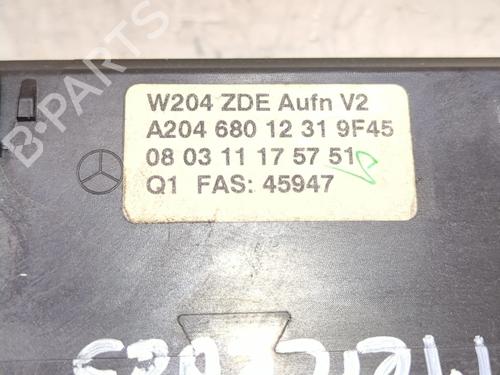 B-PARTS
W204 ZDE Aufn V2
A204 680 12 31 9F45
08 03 11 17 57 51
Q1 FAS: 45947